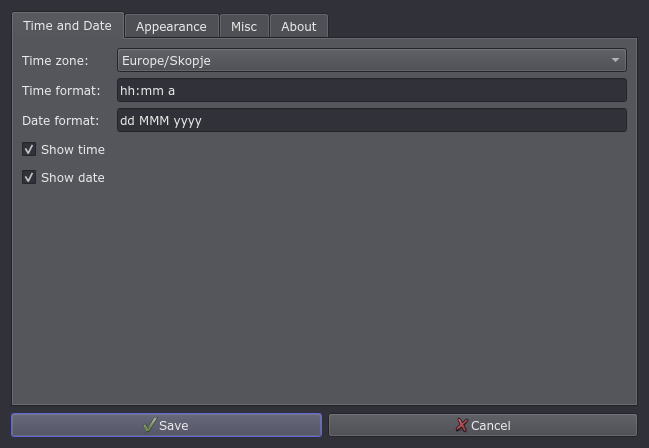 Time and Date Appearance Misc About
Time zone: Europe/Skopje
Time format: hh:mm a
Date format: dd MMM yyyy
Show time
Show date
Save Cancel